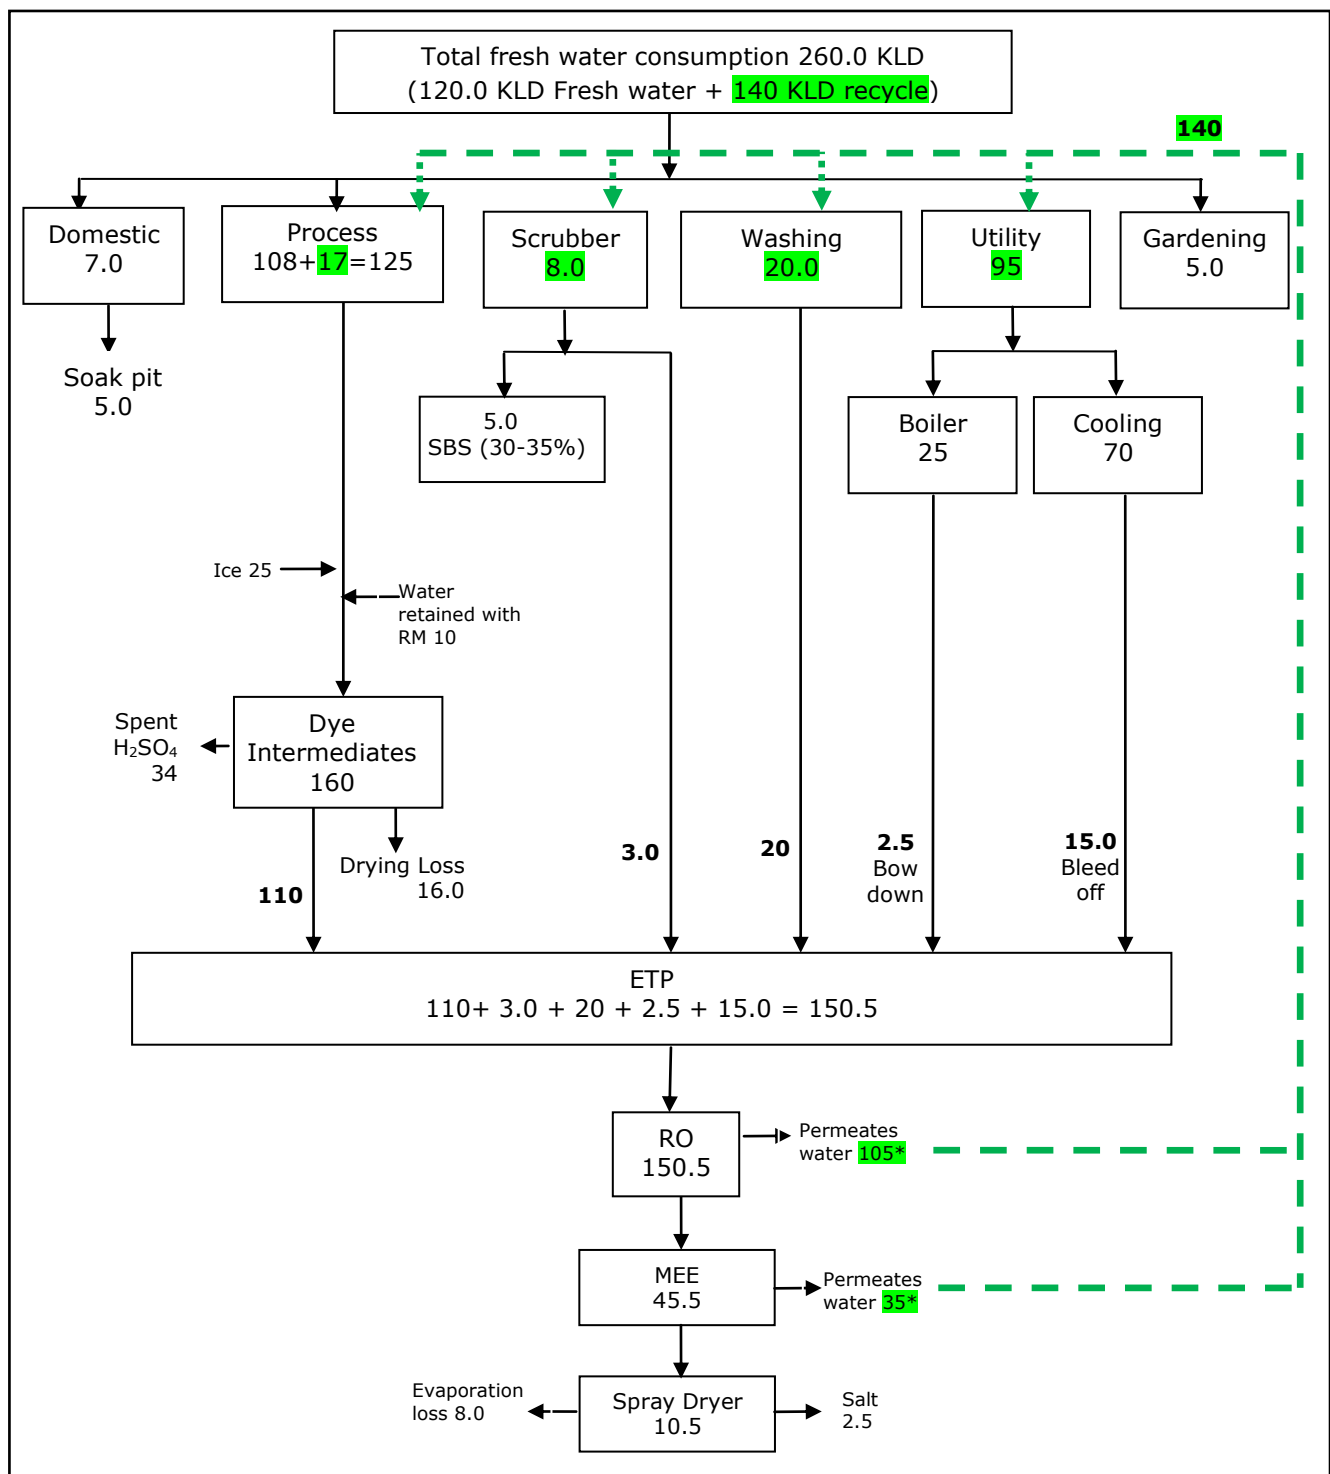 Total fresh water consumption 260.0 KLD
(120.0 KLD Fresh water + 140 KLD recycle)
140
Domestic
7.0
Process
108+17=125
Scrubber
8.0
Washing
20.0
Utility
95
Gardening
5.0
Soak pit
5.0
5.0
SBS (30-35%)
Boiler
25
Cooling
70
Ice 25
Water
retained with
RM 10
Spent
H₂SO₄
34
Dye
Intermediates
160
Drying Loss
16.0
110
3.0
20
2.5
Bow
down
15.0
Bleed
off
ETP
110+ 3.0 + 20 + 2.5 + 15.0 = 150.5
RO
150.5
Permeates
water 105*
MEE
45.5
Permeates
water 35*
Evaporation
loss 8.0
Spray Dryer
10.5
Salt
2.5